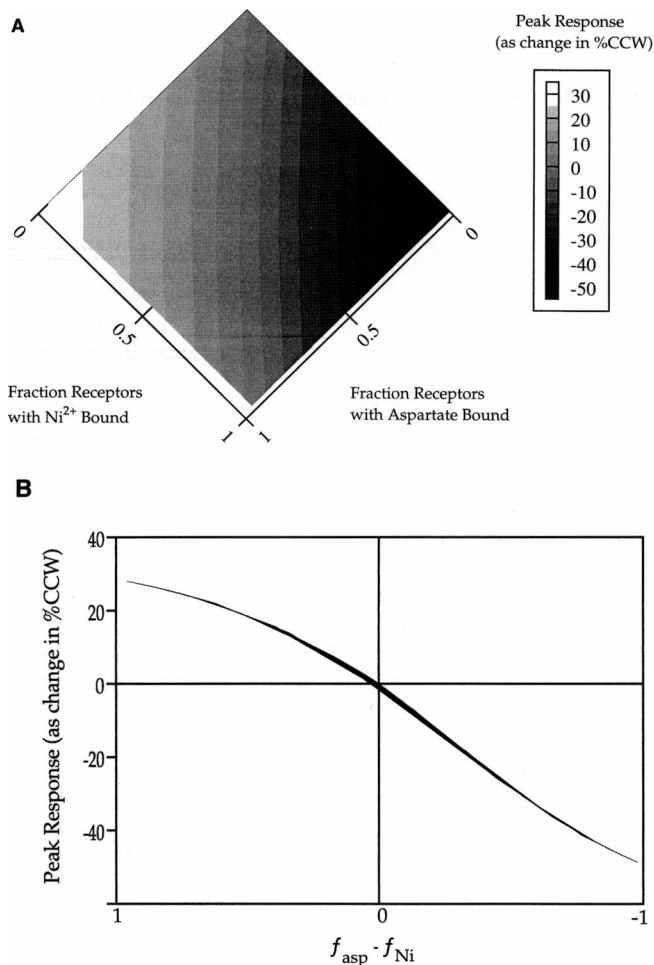 A
Peak Response
(as change in %CCW)
30
20
10
0
-10
-20
-30
-40
-50
0
0.5
1
Fraction Receptors
with Ni²⁺ Bound
0
0.5
1
Fraction Receptors
with Aspartate Bound
B
Peak Response (as change in %CCW)
40
20
0
-20
-40
1
0
-1
f asp - f Ni